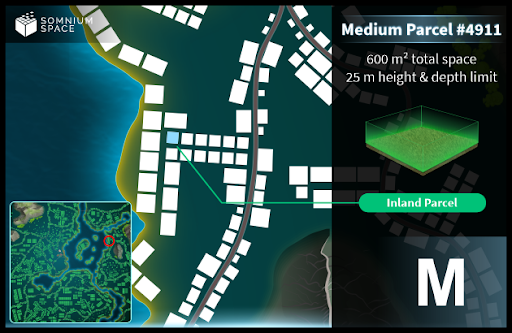 SOMNIUM
SPACE
Medium Parcel #4911
600 m² total space
25 m height & depth limit
Inland Parcel
M